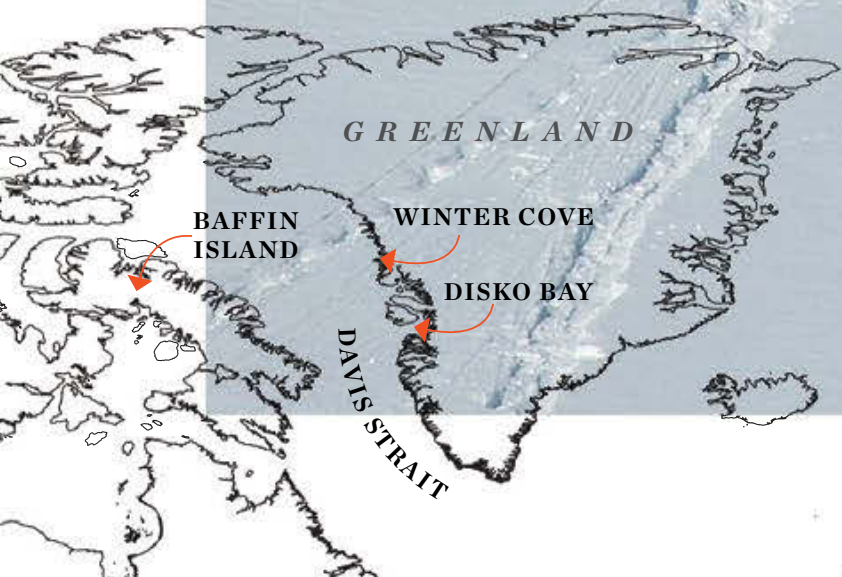 GREENLAND
BAFFIN
ISLAND
WINTER COVE
DISKO BAY
DAVIS STRAIT